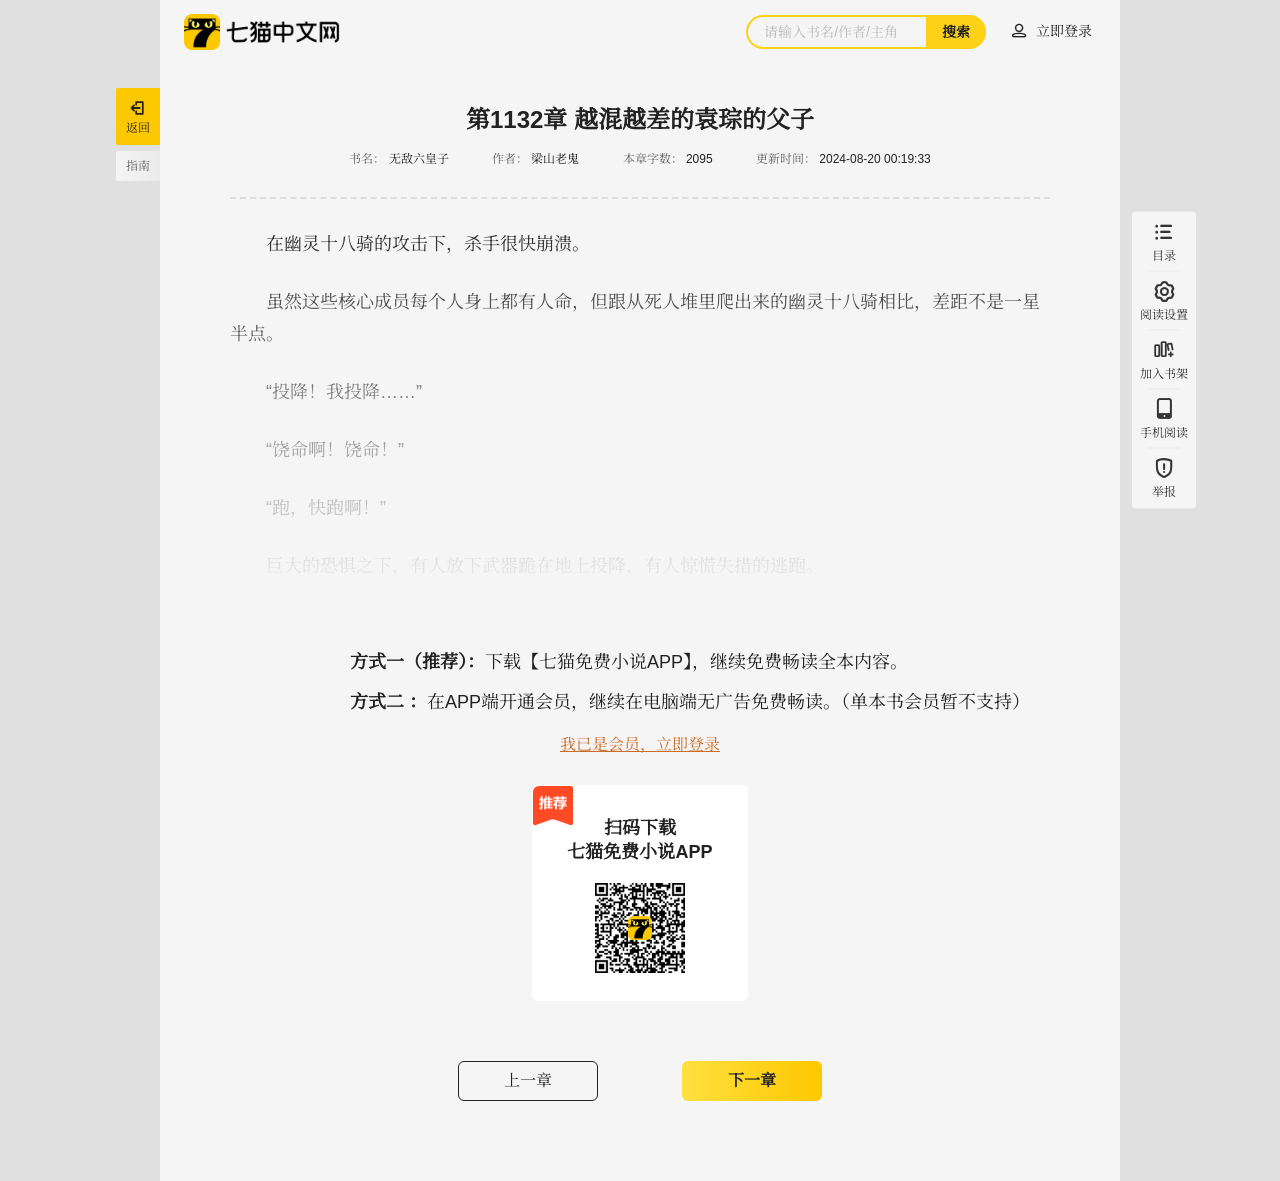 七猫中文网
请输入书名/作者/主角
搜索
立即登录
返回
指南
第1132章 越混越差的袁琮的父子
书名： 无敌六皇子 作者： 梁山老鬼 本章字数： 2095 更新时间： 2024-08-20 00:19:33
在幽灵十八骑的攻击下，杀手很快崩溃。
虽然这些核心成员每个人身上都有人命，但跟从死人堆里爬出来的幽灵十八骑相比，差距不是一星
半点。
“投降！我投降……”
“饶命啊！饶命！”
“跑，快跑啊！”
巨大的恐惧之下，有人放下武器跪在地上投降，有人惊慌失措的逃跑。
目录
阅读设置
加入书架
手机阅读
举报
方式一（推荐）：下载【七猫免费小说APP】，继续免费畅读全本内容。
方式二 ：在APP端开通会员，继续在电脑端无广告免费畅读。（单本书会员暂不支持）
我已是会员，立即登录
推荐
扫码下载
七猫免费小说APP
上一章
下一章